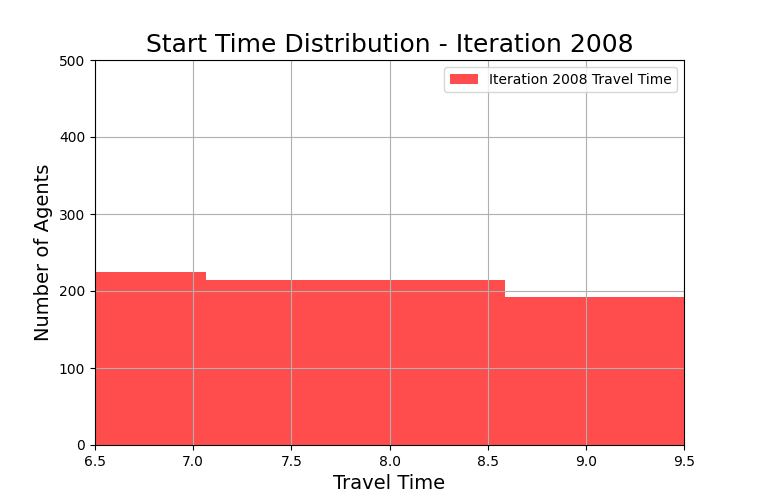 Start Time Distribution - Iteration 2008
Iteration 2008 Travel Time
500
400
300
200
100
0
Number of Agents
6.5 7.0 7.5 8.0 8.5 9.0 9.5
Travel Time